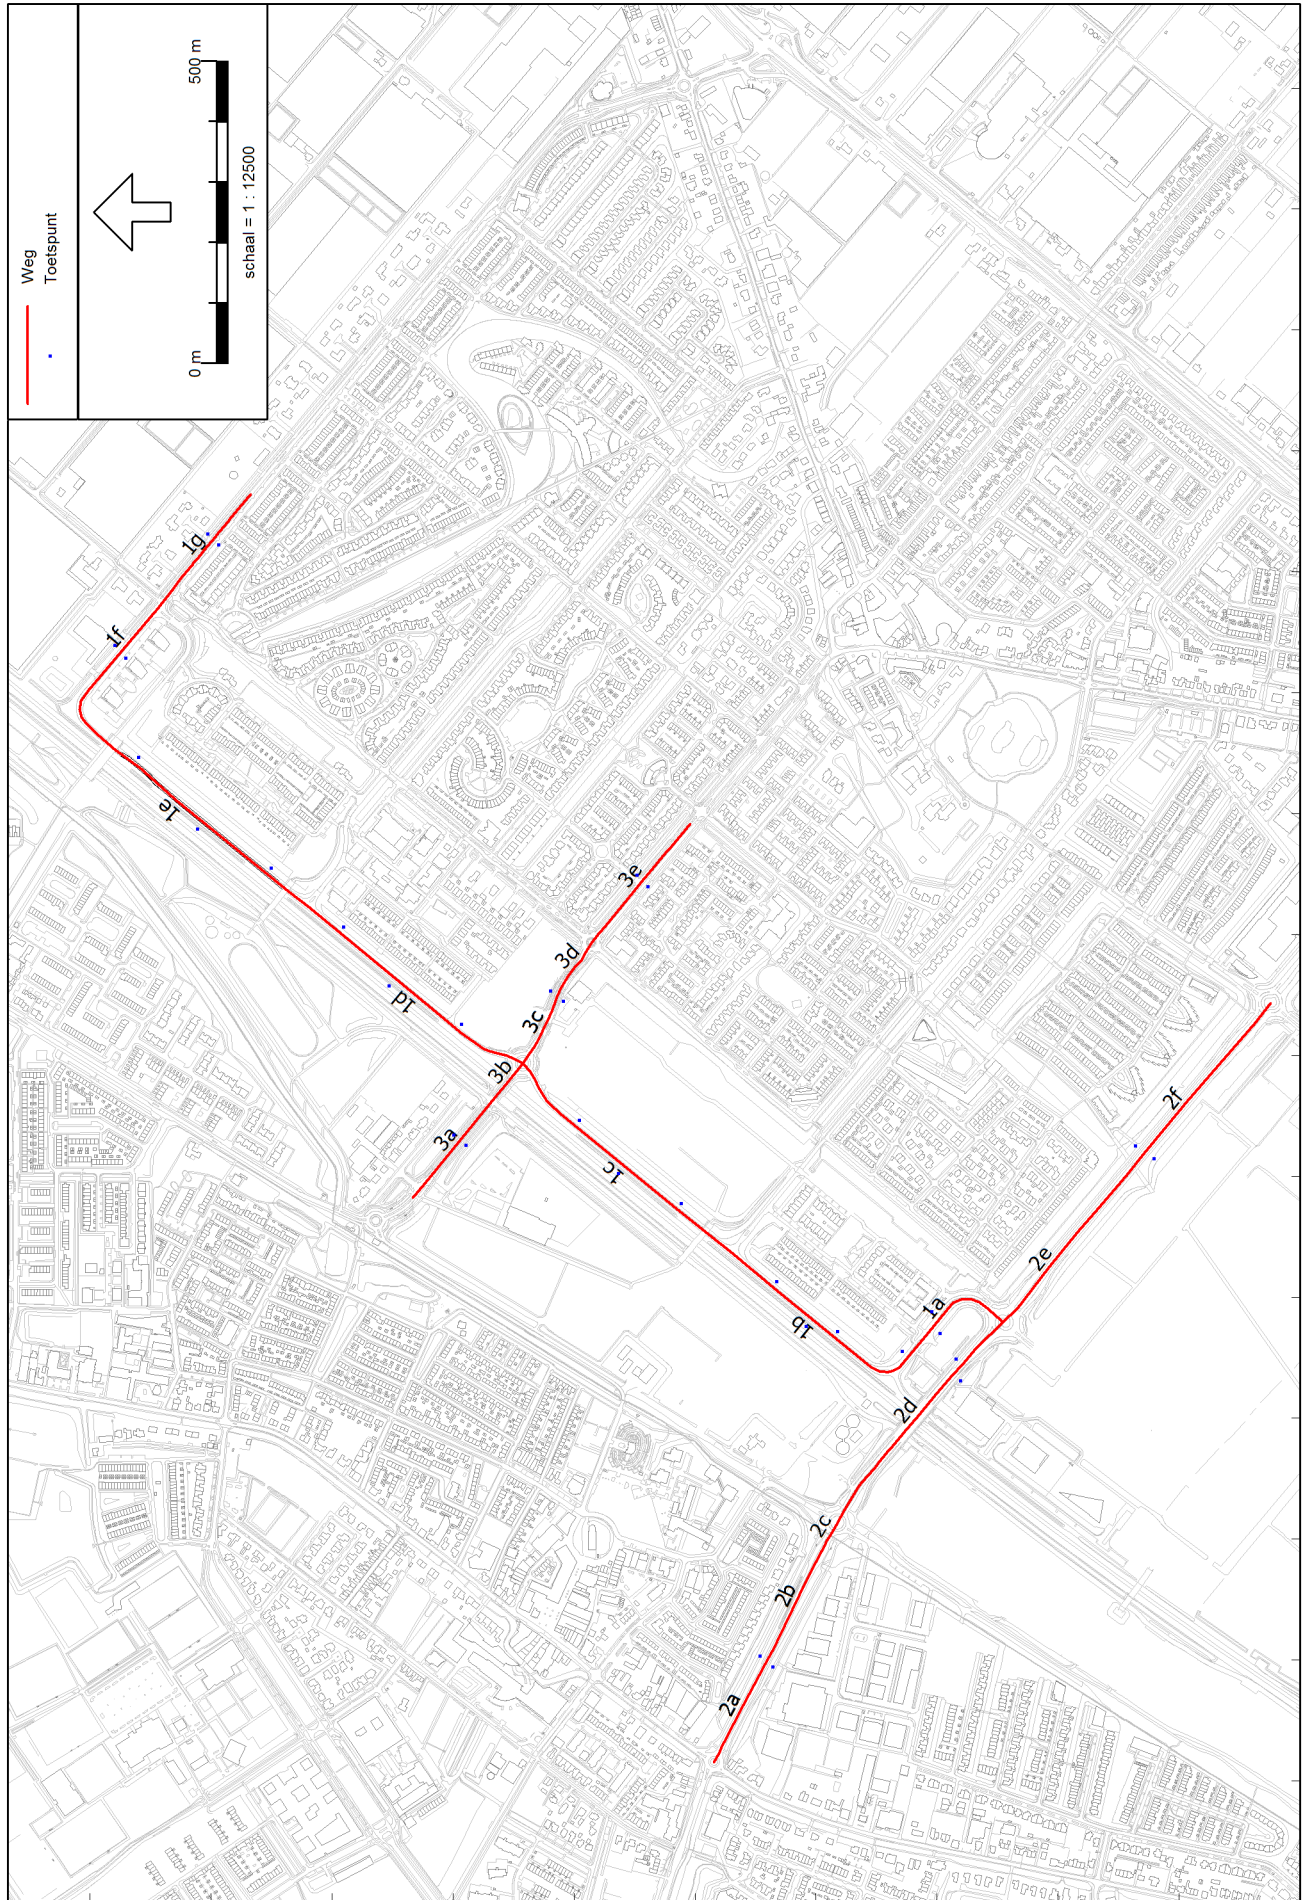 Weg
Toetspunt
0 m
500 m
schaal = 1 : 12500
1g
1f
1e
3e
3d
1d
3c
3b
3a
1c
2f
2e
1a
1b
2d
2c
2b
2a